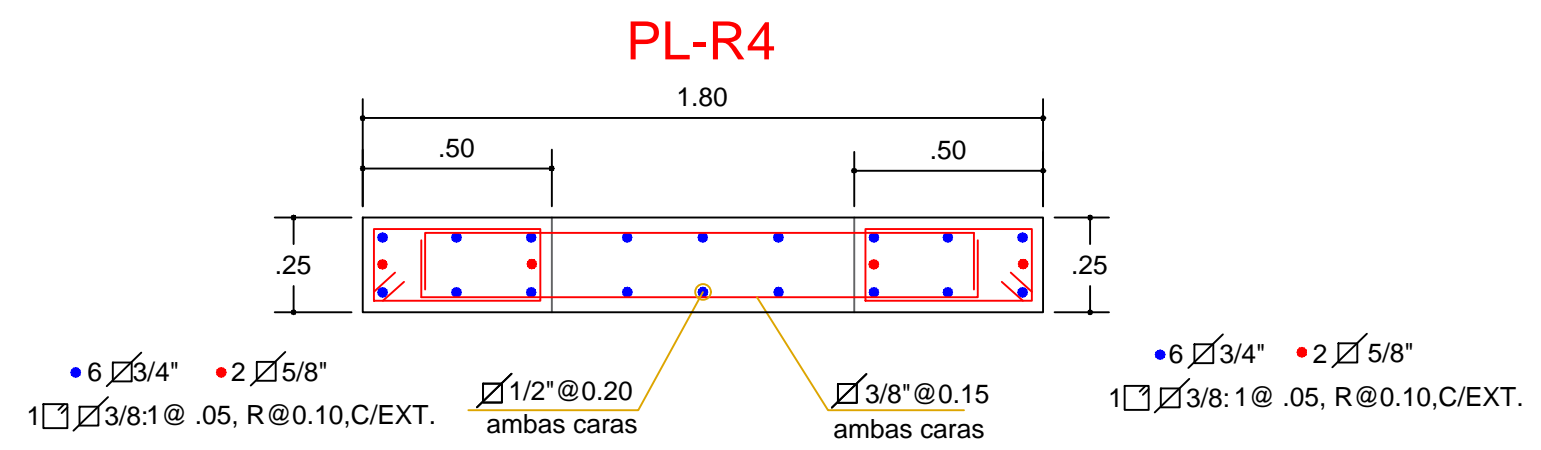 PL-R4
1.80
.50
.50
.25
.25
6 3/4" 2 5/8"
1 3/8:1@ .05, R@0.10,C/EXT.
1/2"@0.20
ambas caras
3/8"@0.15
ambas caras
6 3/4" 2 5/8"
1 3/8: 1@ .05, R@0.10,C/EXT.